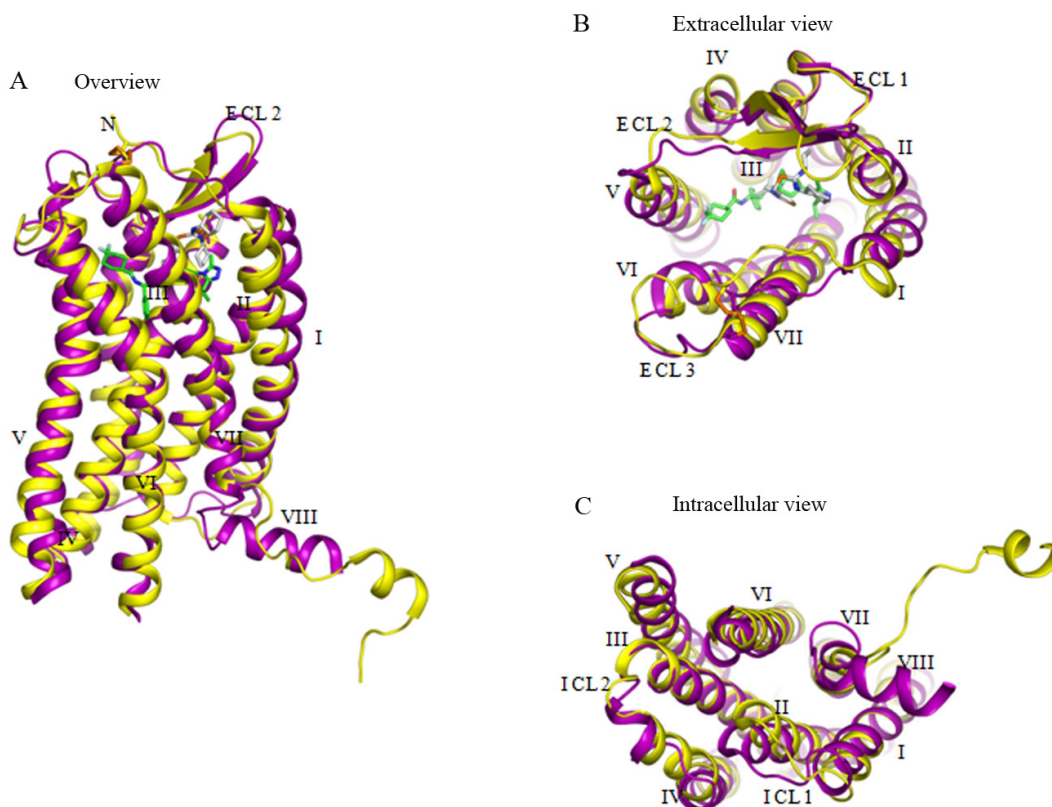 A Overview
N
ECL 2
III
II
I
V
VII
VI
VIII
IV
B Extracellular view
IV
ECL 1
ECL 2
II
III
V
VI
I
VII
ECL 3
C Intracellular view
V
VI
VII
III
VIII
ICL 2
II
I
IV
ICL 1